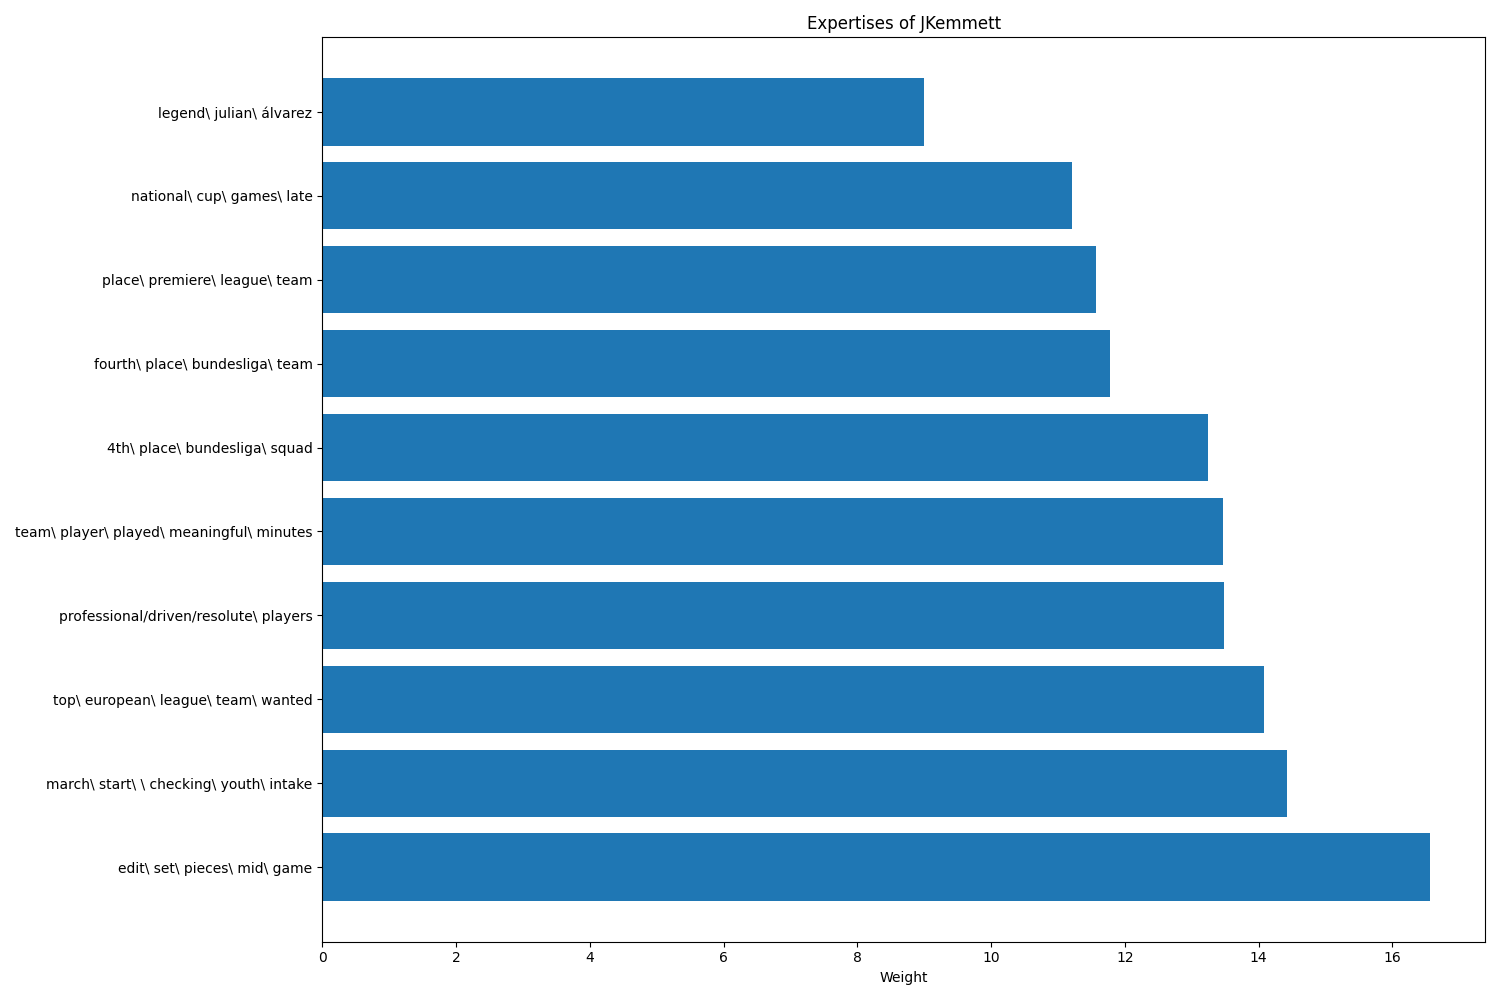 Expertises of JKemmett
legend\ julian\ álvarez
national\ cup\ games\ late
place\ premiere\ league\ team
fourth\ place\ bundesliga\ team
4th\ place\ bundesliga\ squad
team\ player\ played\ meaningful\ minutes
professional/driven/resolute\ players
top\ european\ league\ team\ wanted
march\ start\ \ checking\ youth\ intake
edit\ set\ pieces\ mid\ game
0 2 4 6 8 10 12 14 16
Weight